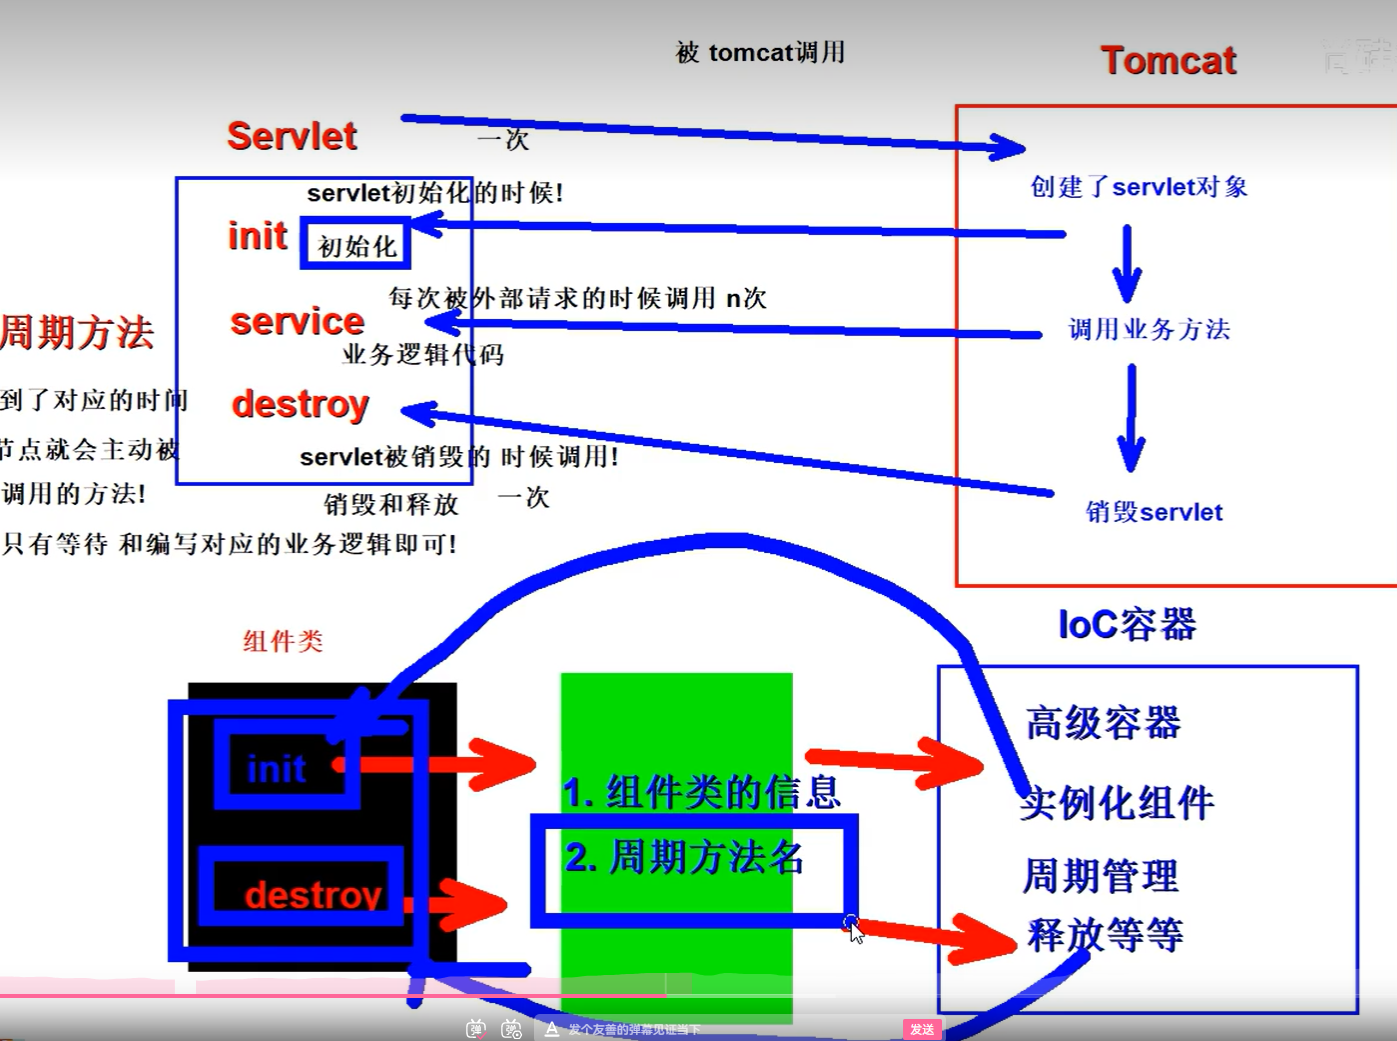 被 tomcat调用
Tomcat
Servlet
一次
servlet初始化的时候!
创建了servlet对象
init
初始化
每次被外部请求的时候调用 n次
service
周期方法
调用业务方法
业务逻辑代码
到了对应的时间
destroy
节点就会主动被
servlet被销毁的 时候调用!
调用的方法!
销毁和释放
一次
销毁servlet
只有等待 和编写对应的业务逻辑即可!
IoC容器
组件类
高级容器
init
1. 组件类的信息
实例化组件
2. 周期方法名
周期管理
destroy
释放等等
弹
弹
A
发个友善的弹幕见证当下
发送